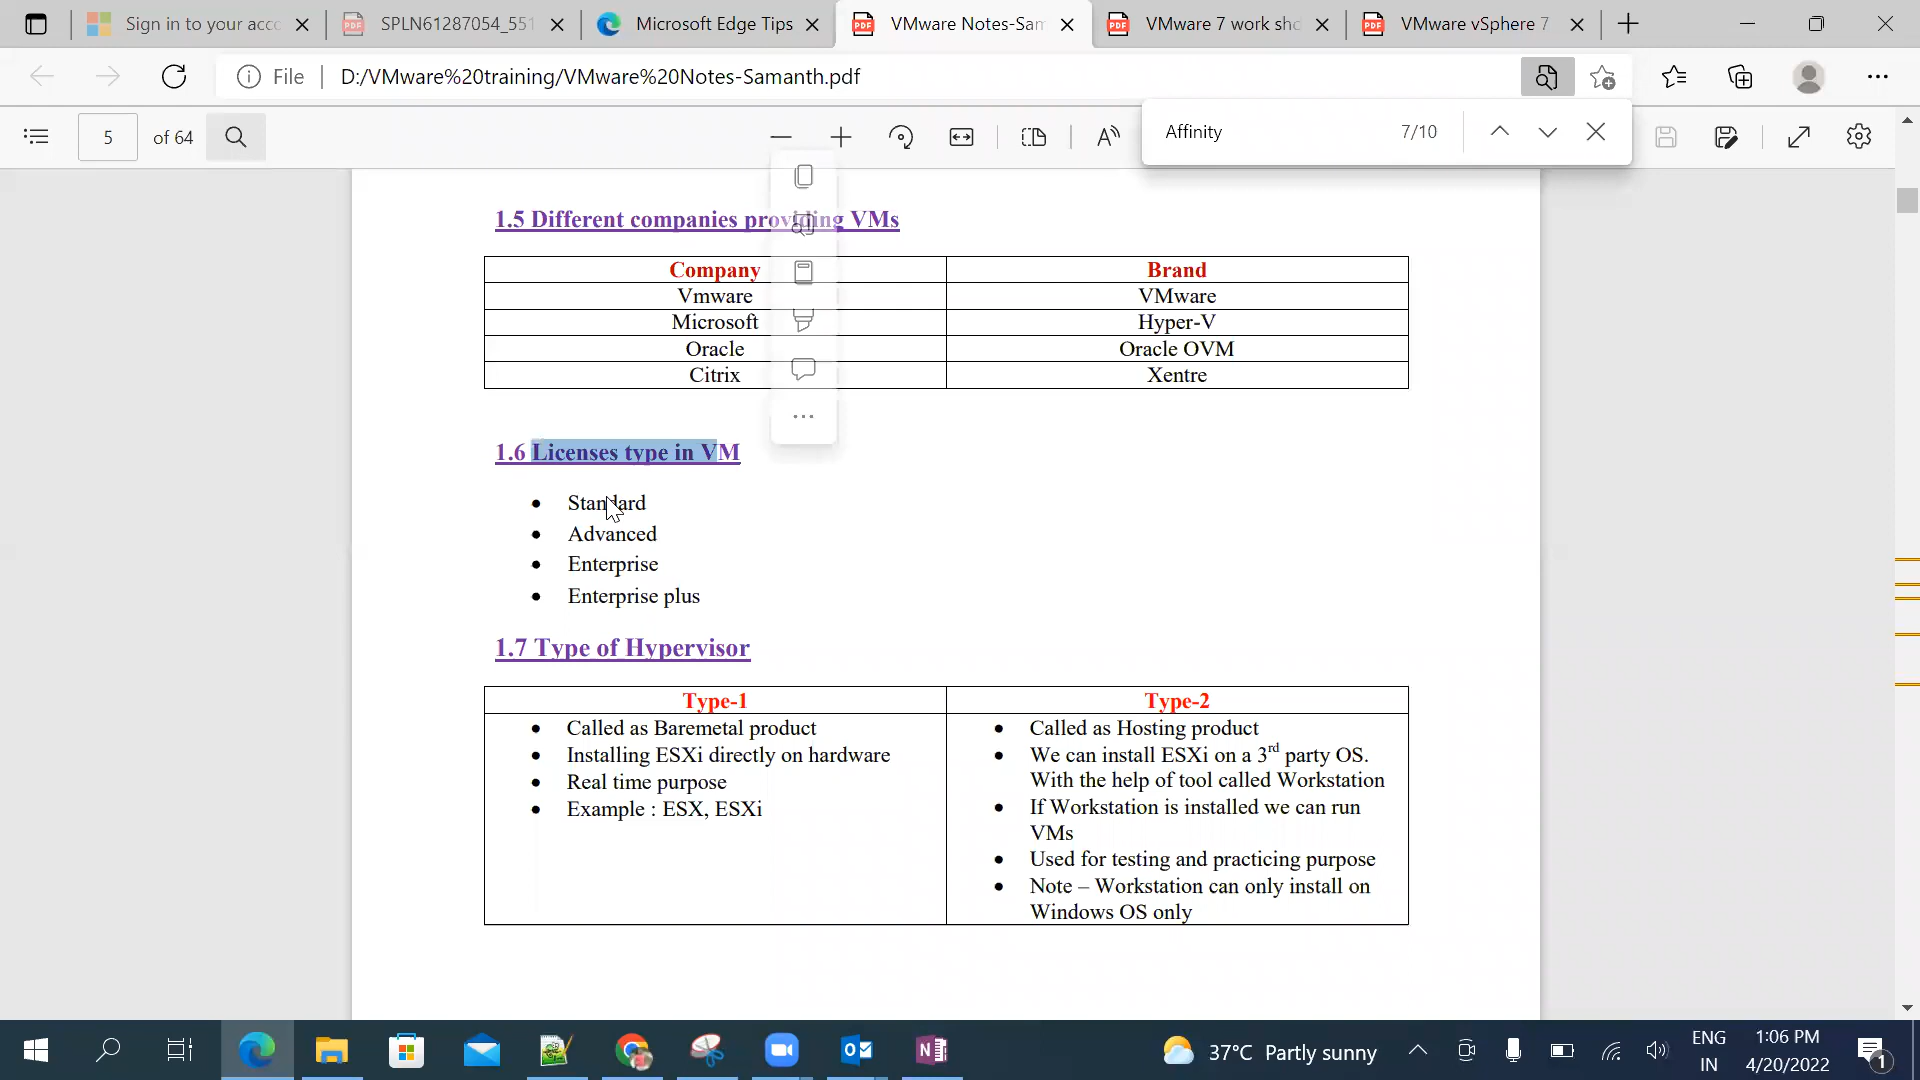 Sign in to your acco
SPLN61287054_551
Microsoft Edge Tips
VMware Notes-Sam
VMware 7 work sho
VMware vSphere 7
File
D:/VMware%20training/VMware%20Notes-Samanth.pdf
5
of 64
Affinity
7/10
1.5 Different companies providing VMs
Company Brand
Vmware VMware
Microsoft Hyper-V
Oracle Oracle OVM
Citrix Xentre
1.6 Licenses type in VM
• Standard
• Advanced
• Enterprise
• Enterprise plus
1.7 Type of Hypervisor
Type-1
• Called as Baremetal product
• Installing ESXi directly on hardware
• Real time purpose
• Example : ESX, ESXi
Type-2
• Called as Hosting product
• We can install ESXi on a 3rd party OS.
With the help of tool called Workstation
• If Workstation is installed we can run
VMs
• Used for testing and practicing purpose
• Note – Workstation can only install on
Windows OS only
37°C Partly sunny
ENG
IN
1:06 PM
4/20/2022
1